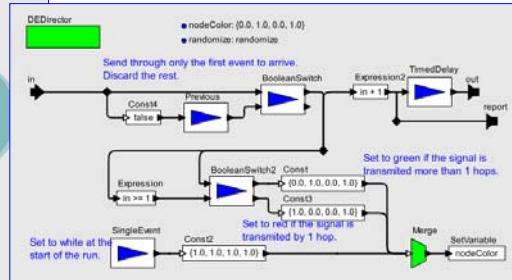 DEDirector
nodeColor: {0.0, 1.0, 0.0, 1.0}
randomize: randomize
Send through only the first event to arrive.
Discard the rest.
in
Const4
false
Previous
BooleanSwitch
Expression2
in + 1
TimedDelay
out
report
Expression
in >= 1
BooleanSwitch2
Const
{0.0, 1.0, 0.0, 1.0}
Set to green if the signal is
transmited more than 1 hops.
Const3
{1.0, 0.0, 0.0, 1.0}
Set to red if the signal is
transmited by 1 hop.
Set to white at the
start of the run.
SingleEvent
Const2
{1.0, 1.0, 1.0, 1.0}
Merge
SetVariable
nodeColor